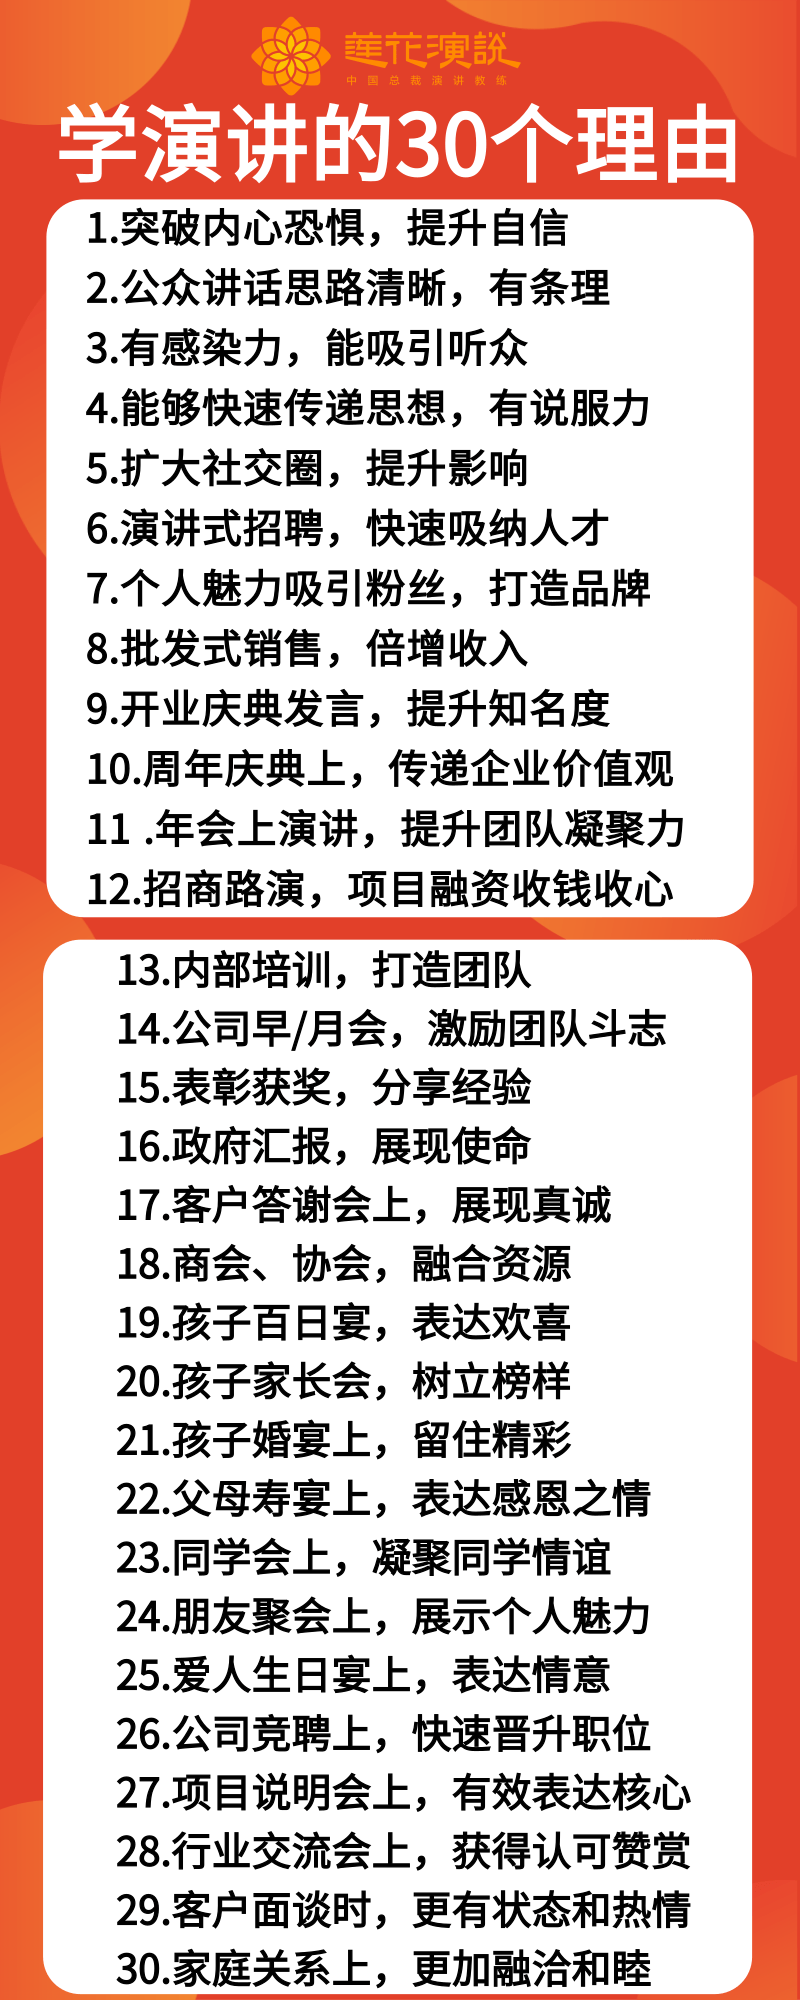 莲花演說
中国总裁演讲教练
学演讲的30个理由
1.突破内心恐惧，提升自信
2.公众讲话思路清晰，有条理
3.有感染力，能吸引听众
4.能够快速传递思想，有说服力
5.扩大社交圈，提升影响
6.演讲式招聘，快速吸纳人才
7.个人魅力吸引粉丝，打造品牌
8.批发式销售，倍增收入
9.开业庆典发言，提升知名度
10.周年庆典上，传递企业价值观
11 .年会上演讲，提升团队凝聚力
12.招商路演，项目融资收钱收心
13.内部培训，打造团队
14.公司早/月会，激励团队斗志
15.表彰获奖，分享经验
16.政府汇报，展现使命
17.客户答谢会上，展现真诚
18.商会、协会，融合资源
19.孩子百日宴，表达欢喜
20.孩子家长会，树立榜样
21.孩子婚宴上，留住精彩
22.父母寿宴上，表达感恩之情
23.同学会上，凝聚同学情谊
24.朋友聚会上，展示个人魅力
25.爱人生日宴上，表达情意
26.公司竞聘上，快速晋升职位
27.项目说明会上，有效表达核心
28.行业交流会上，获得认可赞赏
29.客户面谈时，更有状态和热情
30.家庭关系上，更加融洽和睦